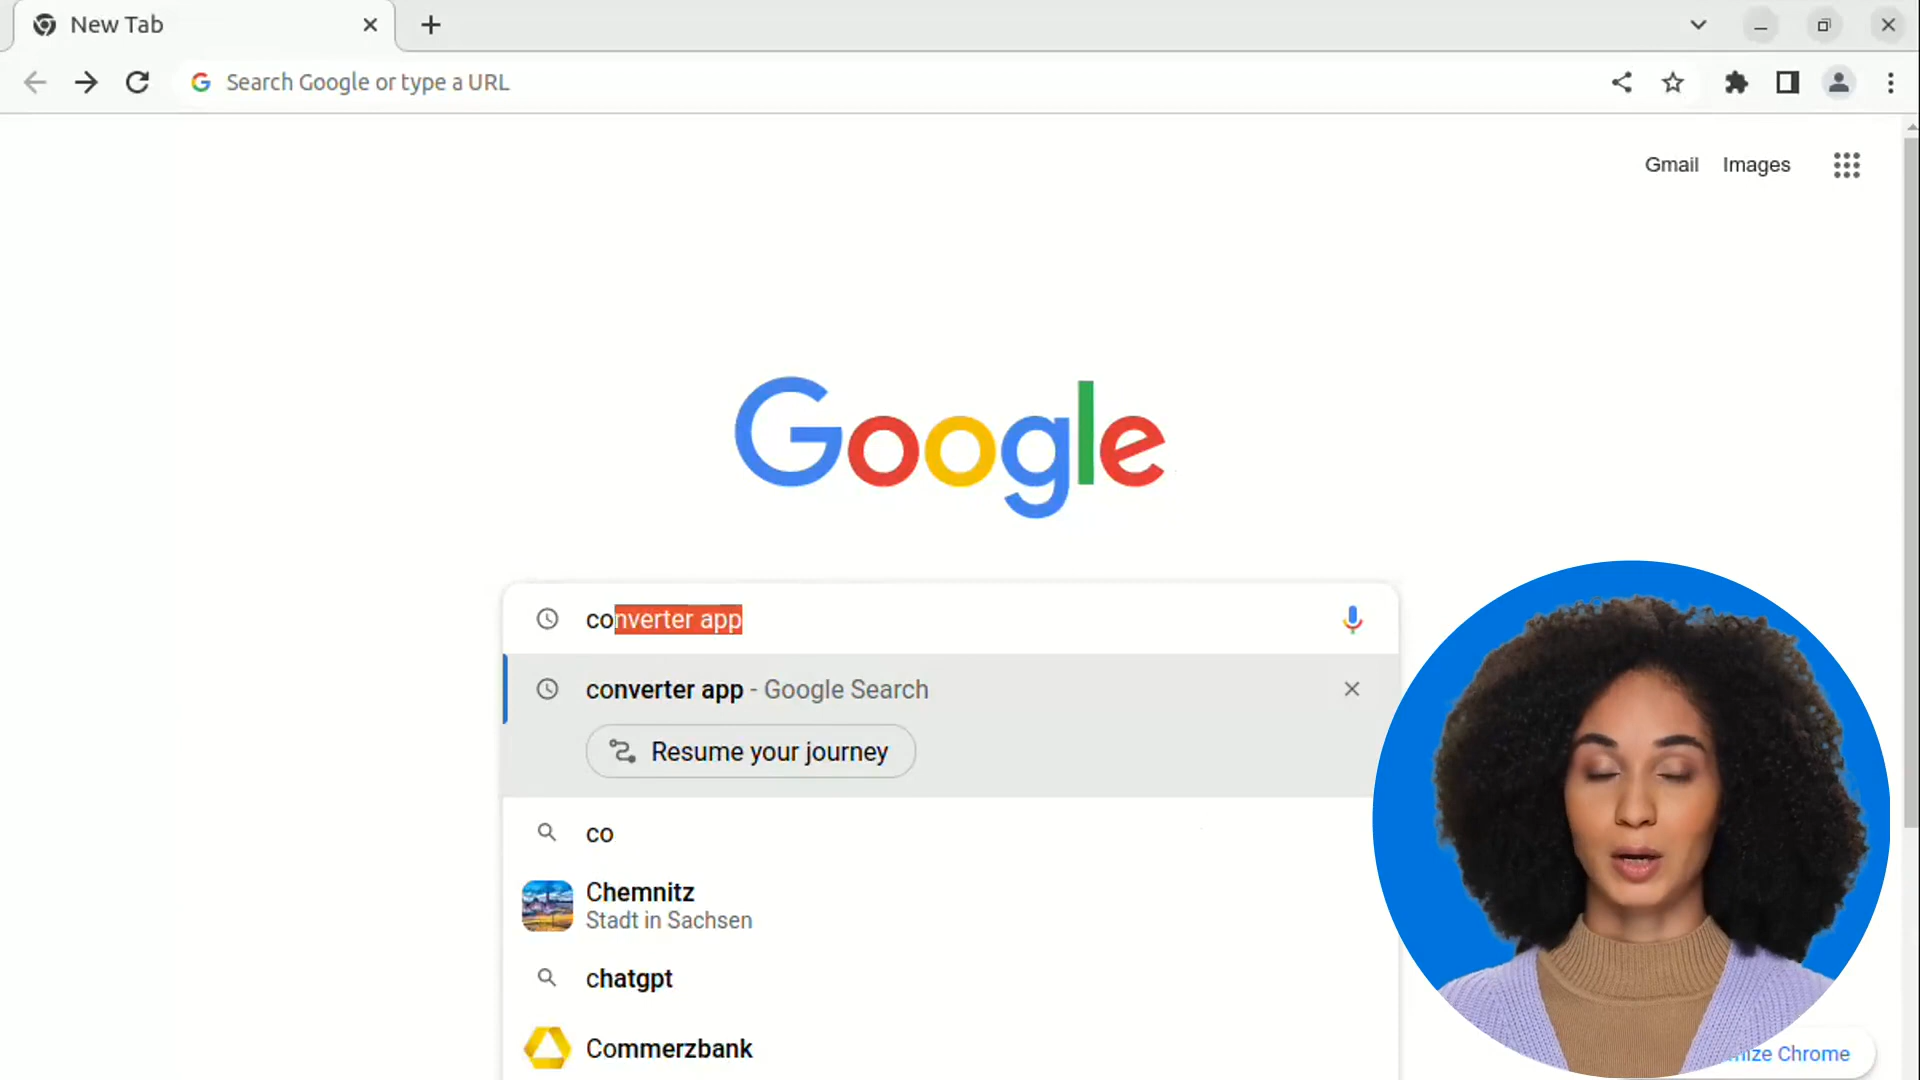 New Tab
Search Google or type a URL
Gmail Images
Google
converter app
converter app - Google Search
Resume your journey
co
Chemnitz
Stadt in Sachsen
chatgpt
Commerzbank
Chrome